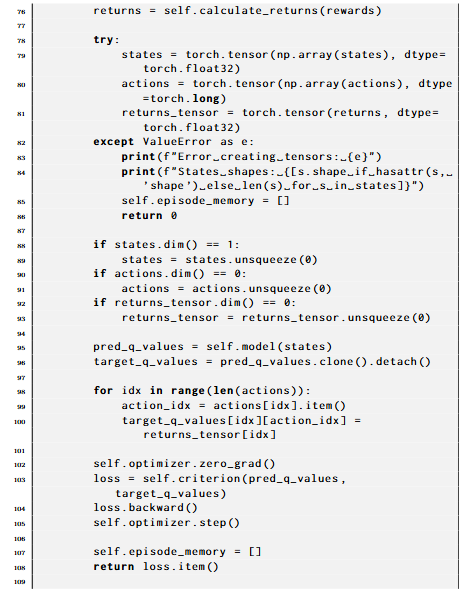 76 returns = self.calculate_returns(rewards)
77
78 try:
79 states = torch.tensor(np.array(states), dtype=
torch.float32)
80 actions = torch.tensor(np.array(actions), dtype
=torch.long)
81 returns_tensor = torch.tensor(returns, dtype=
torch.float32)
82 except ValueError as e:
83 print(f"Error␣creating␣tensors:␣{e}")
84 print(f"States␣shapes:␣{[s.shape␣if␣hasattr(s,␣
'shape')␣else␣len(s)␣for␣s␣in␣states]}")
85 self.episode_memory = []
86 return 0
87
88 if states.dim() == 1:
89 states = states.unsqueeze(0)
90 if actions.dim() == 0:
91 actions = actions.unsqueeze(0)
92 if returns_tensor.dim() == 0:
93 returns_tensor = returns_tensor.unsqueeze(0)
94
95 pred_q_values = self.model(states)
96 target_q_values = pred_q_values.clone().detach()
97
98 for idx in range(len(actions)):
99 action_idx = actions[idx].item()
100 target_q_values[idx][action_idx] =
returns_tensor[idx]
101
102 self.optimizer.zero_grad()
103 loss = self.criterion(pred_q_values,
target_q_values)
104 loss.backward()
105 self.optimizer.step()
106
107 self.episode_memory = []
108 return loss.item()
109